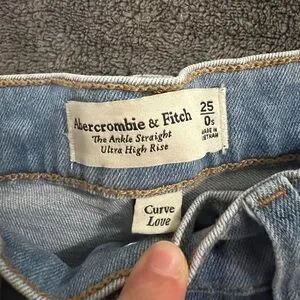 Abercrombie & Fitch
The Ankle Straight
Ultra High Rise
25
0S
MADE IN
VIETNAM
Curve
Love